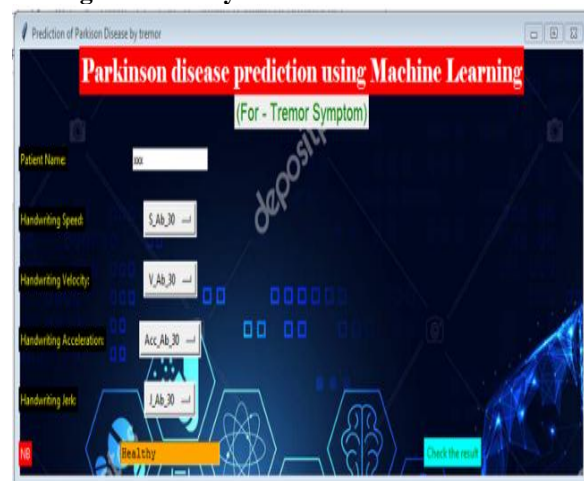 Prediction of Parkison Disease by tremor
Parkinson disease prediction using Machine Learning
(For - Tremor Symptom)
Patient Name: xxx
Handwriting Speed: S_Ab_30
Handwriting Velocity: V_Ab_30
Handwriting Acceleration: Acc_Ab_30
Handwriting Jerk: J_Ab_30
NB Healthy Check the result